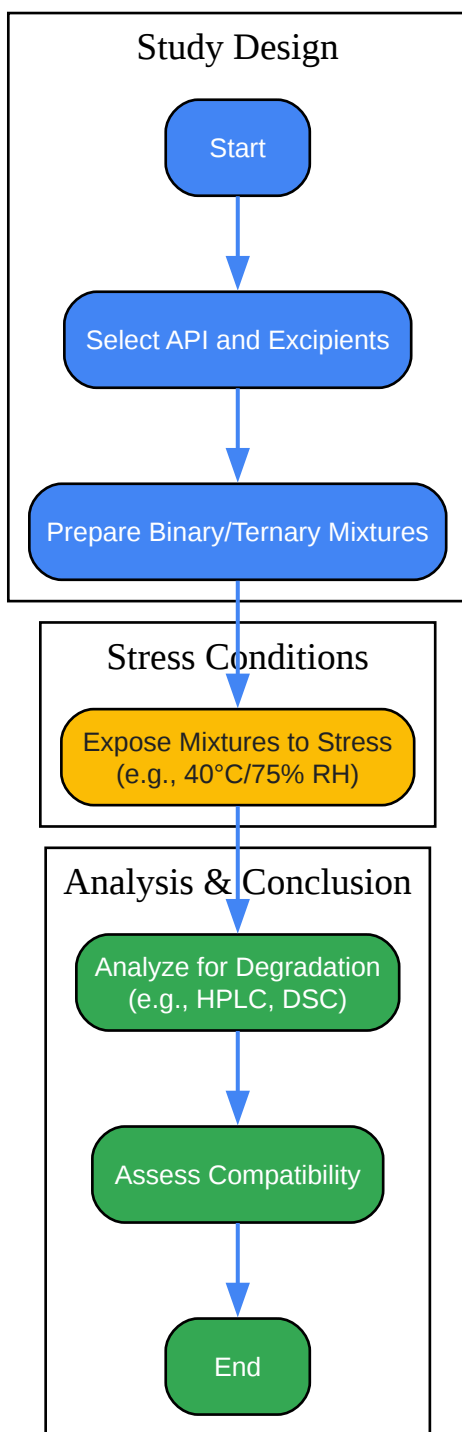 Study Design
Start
Select API and Excipients
Prepare Binary/Ternary Mixtures
Stress Conditions
Expose Mixtures to Stress
(e.g., 40°C/75% RH)
Analysis & Conclusion
Analyze for Degradation
(e.g., HPLC, DSC)
Assess Compatibility
End